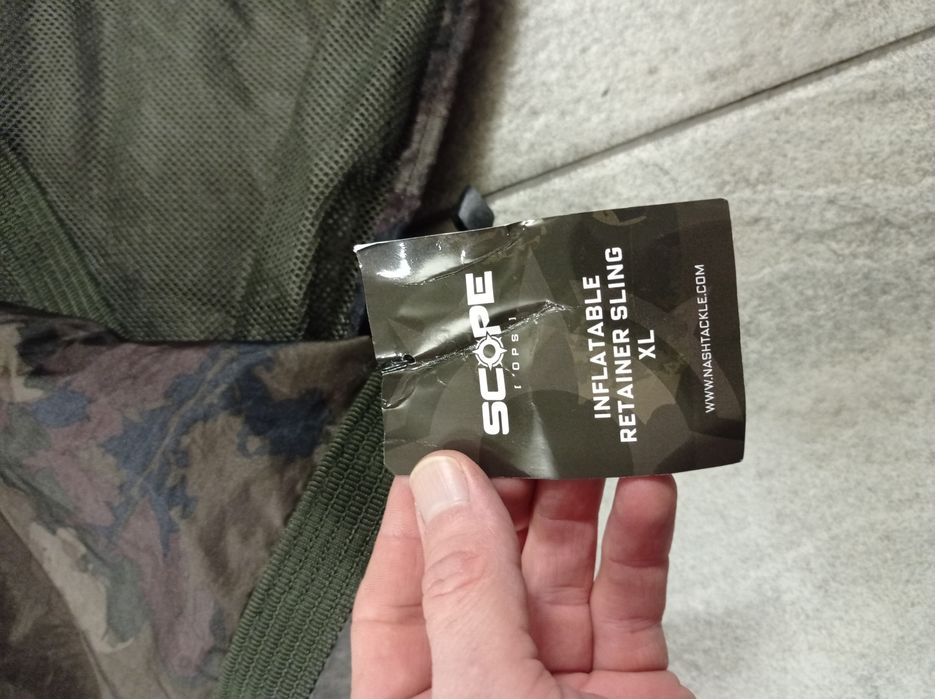 SCOPE
[OPS]
INFLATABLE
RETAINER SLING
XL
WWW.NASHTACKLE.COM